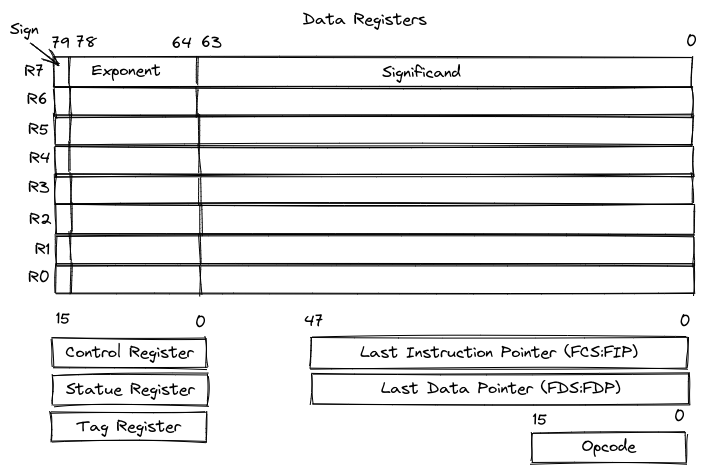 Data Registers
Sign
79 78 64 63 0
R7 Exponent Significand
R6
R5
R4
R3
R2
R1
R0
15 0 47 0
Control Register Last Instruction Pointer (FCS:FIP)
Statue Register Last Data Pointer (FDS:FDP)
15 0
Tag Register
Opcode